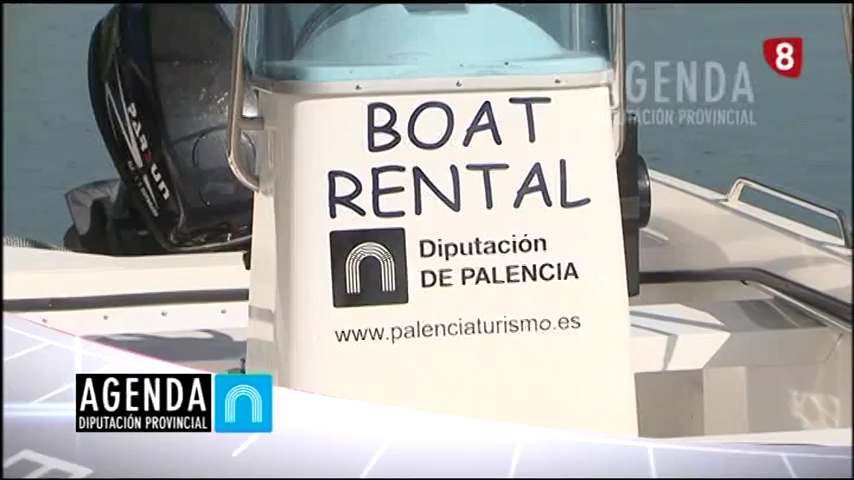 8
AGENDA
DIPUTACIÓN PROVINCIAL
PARSUN
BOAT
RENTAL
Diputación
DE PALENCIA
www.palenciaturismo.es
AGENDA
DIPUTACIÓN PROVINCIAL